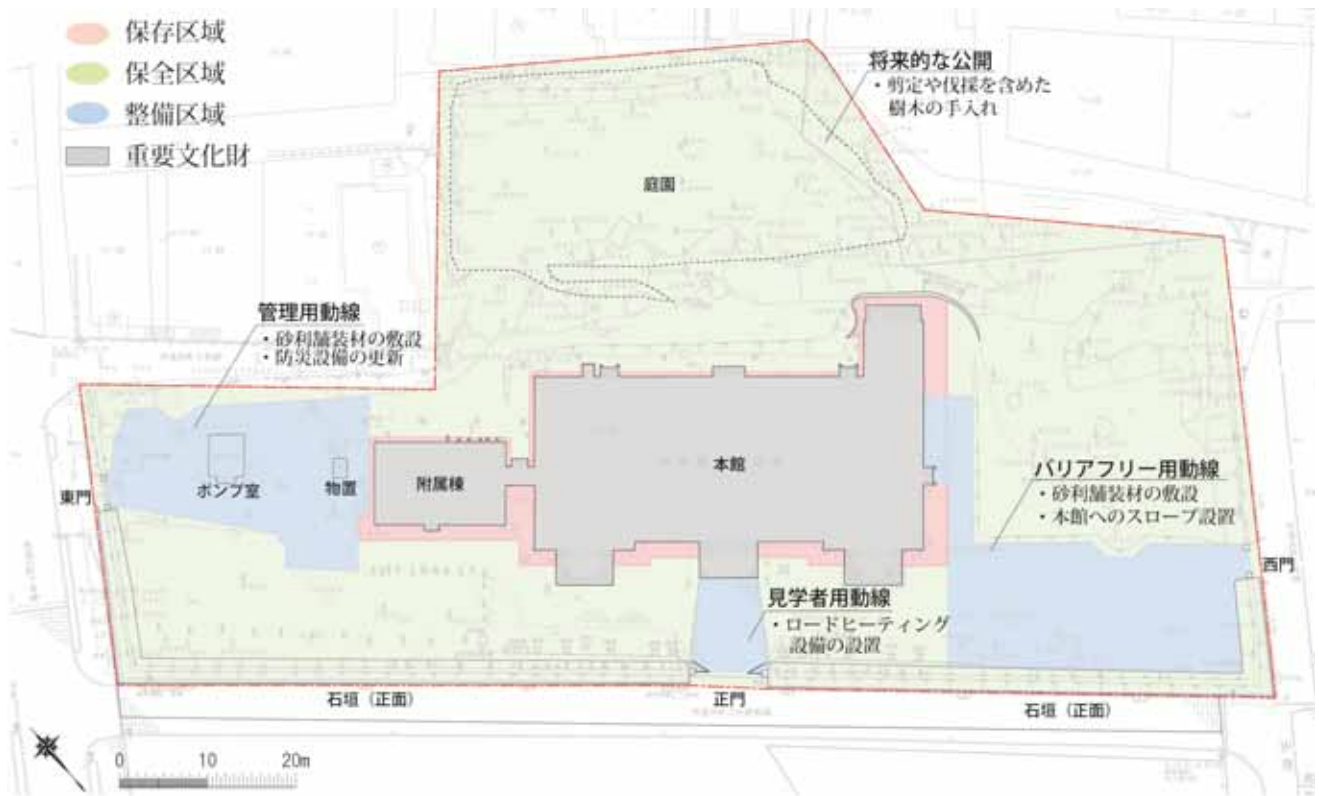 保存区域
保全区域
整備区域
重要文化財
将来的な公開
・剪定や伐採を含めた
樹木の手入れ
庭園
管理用動線
・砂利舗装材の敷設
・防災設備の更新
東門
ポンプ室
物置
附属棟
本館
バリアフリー用動線
・砂利舗装材の敷設
・本館へのスロープ設置
西門
見学者用動線
・ロードヒーティング
設備の設置
石垣（正面）
正門
石垣（正面）
0 10 20m